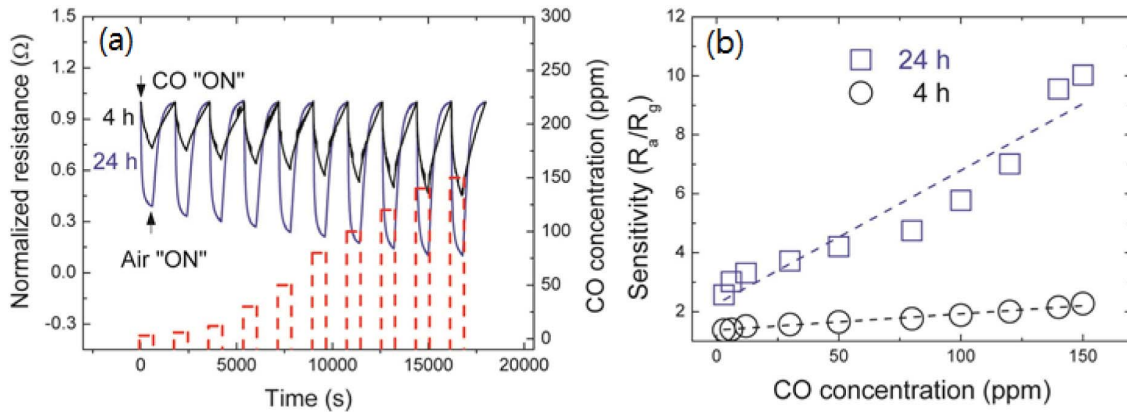 (a)
CO "ON"
4 h
24 h
Air "ON"
Normalized resistance (Ω)
1.5
1.2
0.9
0.6
0.3
0.0
-0.3
0
5000
10000
15000
20000
Time (s)
300
250
200
150
100
50
0
CO concentration (ppm)
(b)
24 h
4 h
Sensitivity (Ra/Rg)
12
10
8
6
4
2
0
50
100
150
CO concentration (ppm)